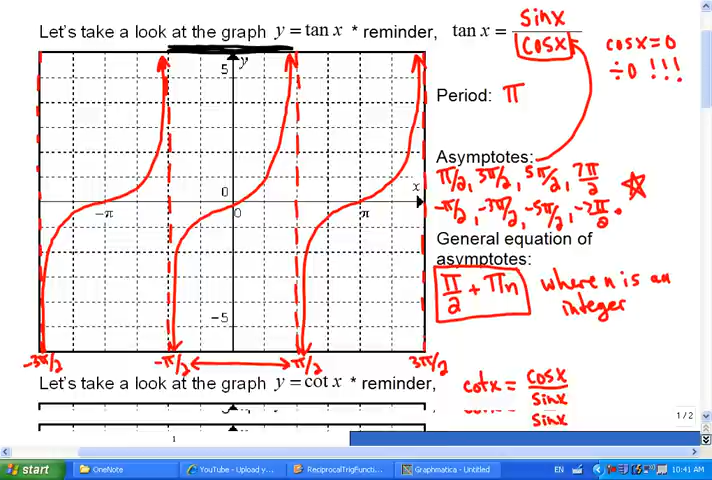 Let's take a look at the graph y = tan x * reminder, tan x = sinx / cosx
cosx = 0
÷0 !!!
y
5
Period: π
Asymptotes:
π/2, 3π/2, 5π/2, 7π/2
0
x
-π/2, -3π/2, -5π/2, -7π/2.
-π
0
π
General equation of
asymptotes:
π/2 + πn where n is an
integer
-5
-3π/2
-π/2
π/2
3π/2
Let's take a look at the graph y = cot x * reminder, cotx = cosx / sinx
sinx
1 / 2
1
start
OneNote
YouTube - Upload y...
ReciprocalTrigFuncti...
Graphmatica - Untitled
EN
10:41 AM